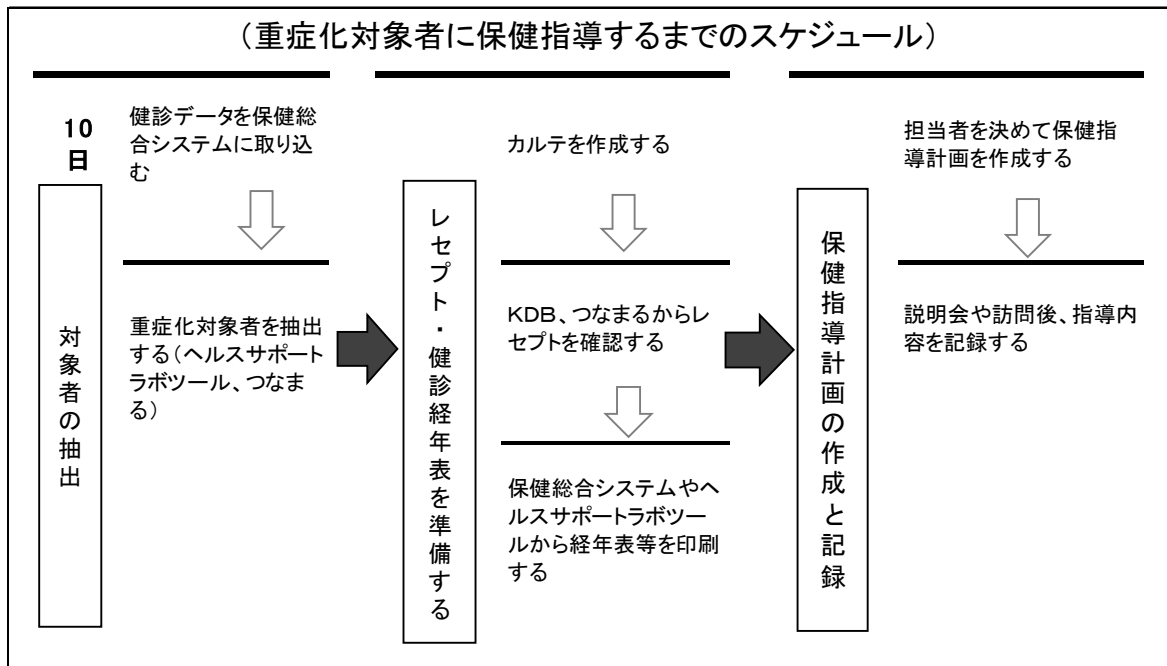 （重症化対象者に保健指導するまでのスケジュール）
10
日
対象者の抽出
健診データを保健総
合システムに取り込
む
重症化対象者を抽出
する（ヘルスサポート
ラボツール、つなま
る）
レセプト・健診経年表を準備する
カルテを作成する
KDB、つなまるからレ
セプトを確認する
保健総合システムやヘ
ルスサポートラボツー
ルから経年表等を印刷
する
保健指導計画の作成と記録
担当者を決めて保健指
導計画を作成する
説明会や訪問後、指導内
容を記録する